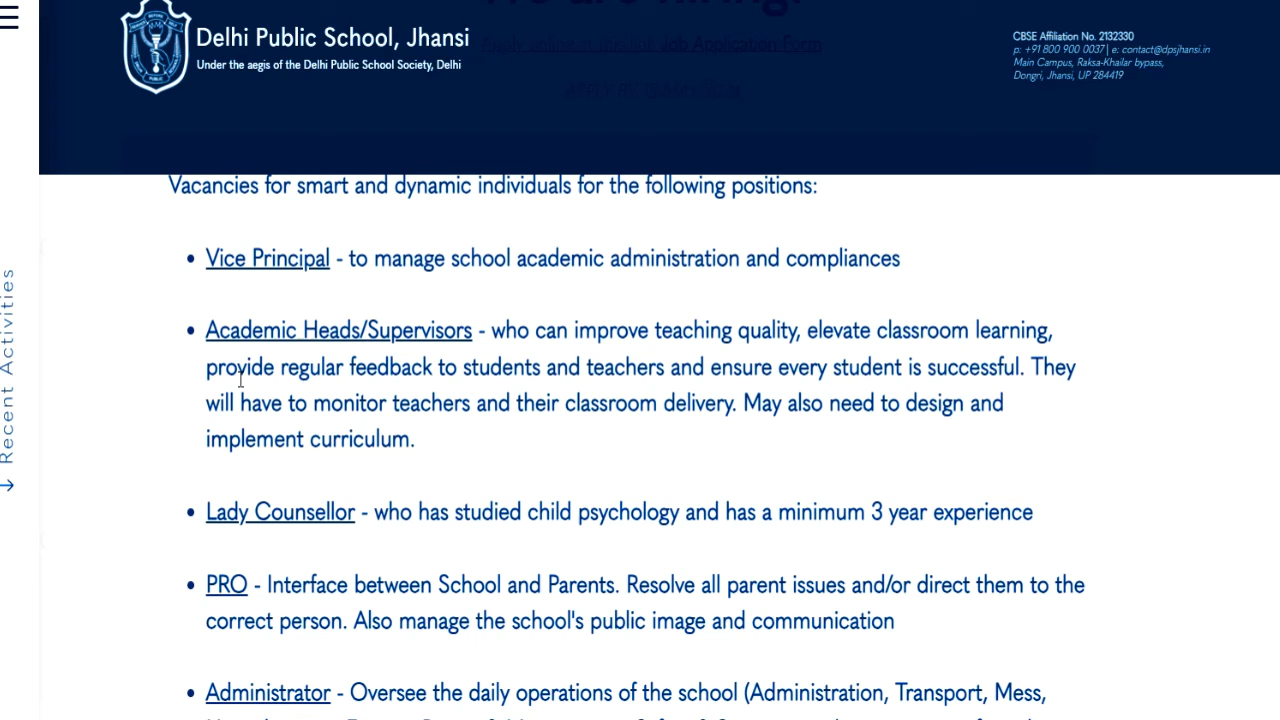 We are hiring!
Delhi Public School, Jhansi
Under the aegis of the Delhi Public School Society, Delhi
Job Application Form
CBSE Affiliation No. 2132330
p: +91 800 900 0037 | e: contact@dpsjhansi.in
Main Campus, Raksa-Khailar bypass,
Dongri, Jhansi, UP 284419
Vacancies for smart and dynamic individuals for the following positions:
• Vice Principal - to manage school academic administration and compliances
• Academic Heads/Supervisors - who can improve teaching quality, elevate classroom learning,
provide regular feedback to students and teachers and ensure every student is successful. They
will have to monitor teachers and their classroom delivery. May also need to design and
implement curriculum.
• Lady Counsellor - who has studied child psychology and has a minimum 3 year experience
• PRO - Interface between School and Parents. Resolve all parent issues and/or direct them to the
correct person. Also manage the school's public image and communication
• Administrator - Oversee the daily operations of the school (Administration, Transport, Mess,
↓ Recent Activities